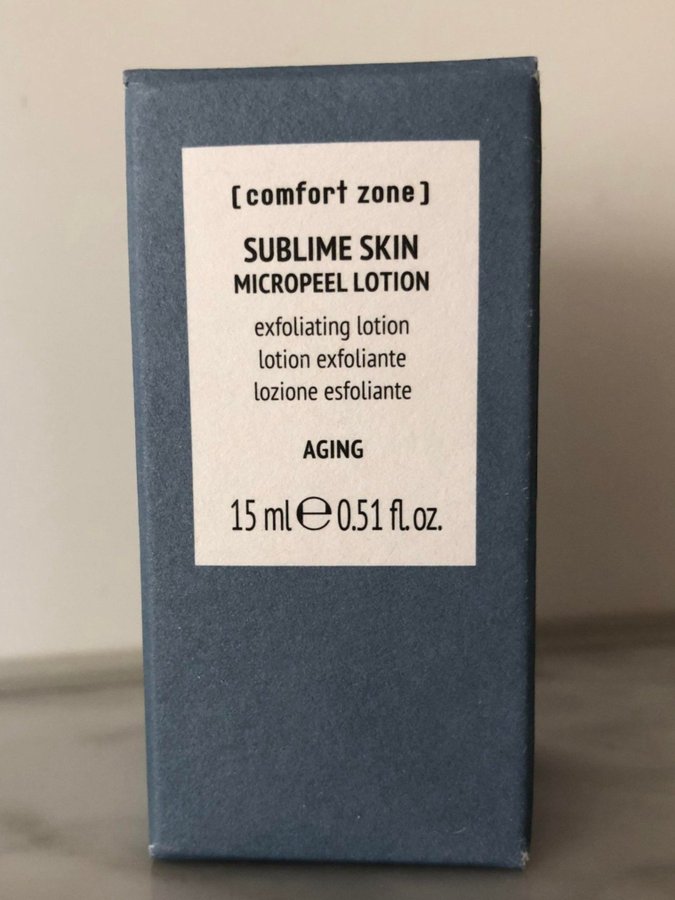 [comfort zone]
SUBLIME SKIN
MICROPEEL LOTION
exfoliating lotion
lotion exfoliante
lozione esfoliante
AGING
15 ml ℮ 0.51 fl.oz.